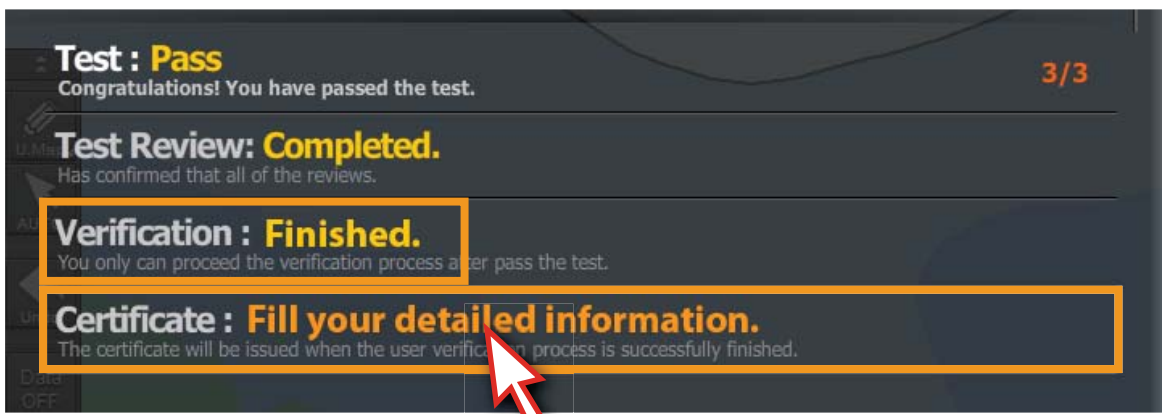 Test : Pass
3/3
Congratulations! You have passed the test.
Test Review: Completed.
Has confirmed that all of the reviews.
Verification : Finished.
You only can proceed the verification process after pass the test.
Certificate : Fill your detailed information.
The certificate will be issued when the user verification process is successfully finished.
Data
OFF